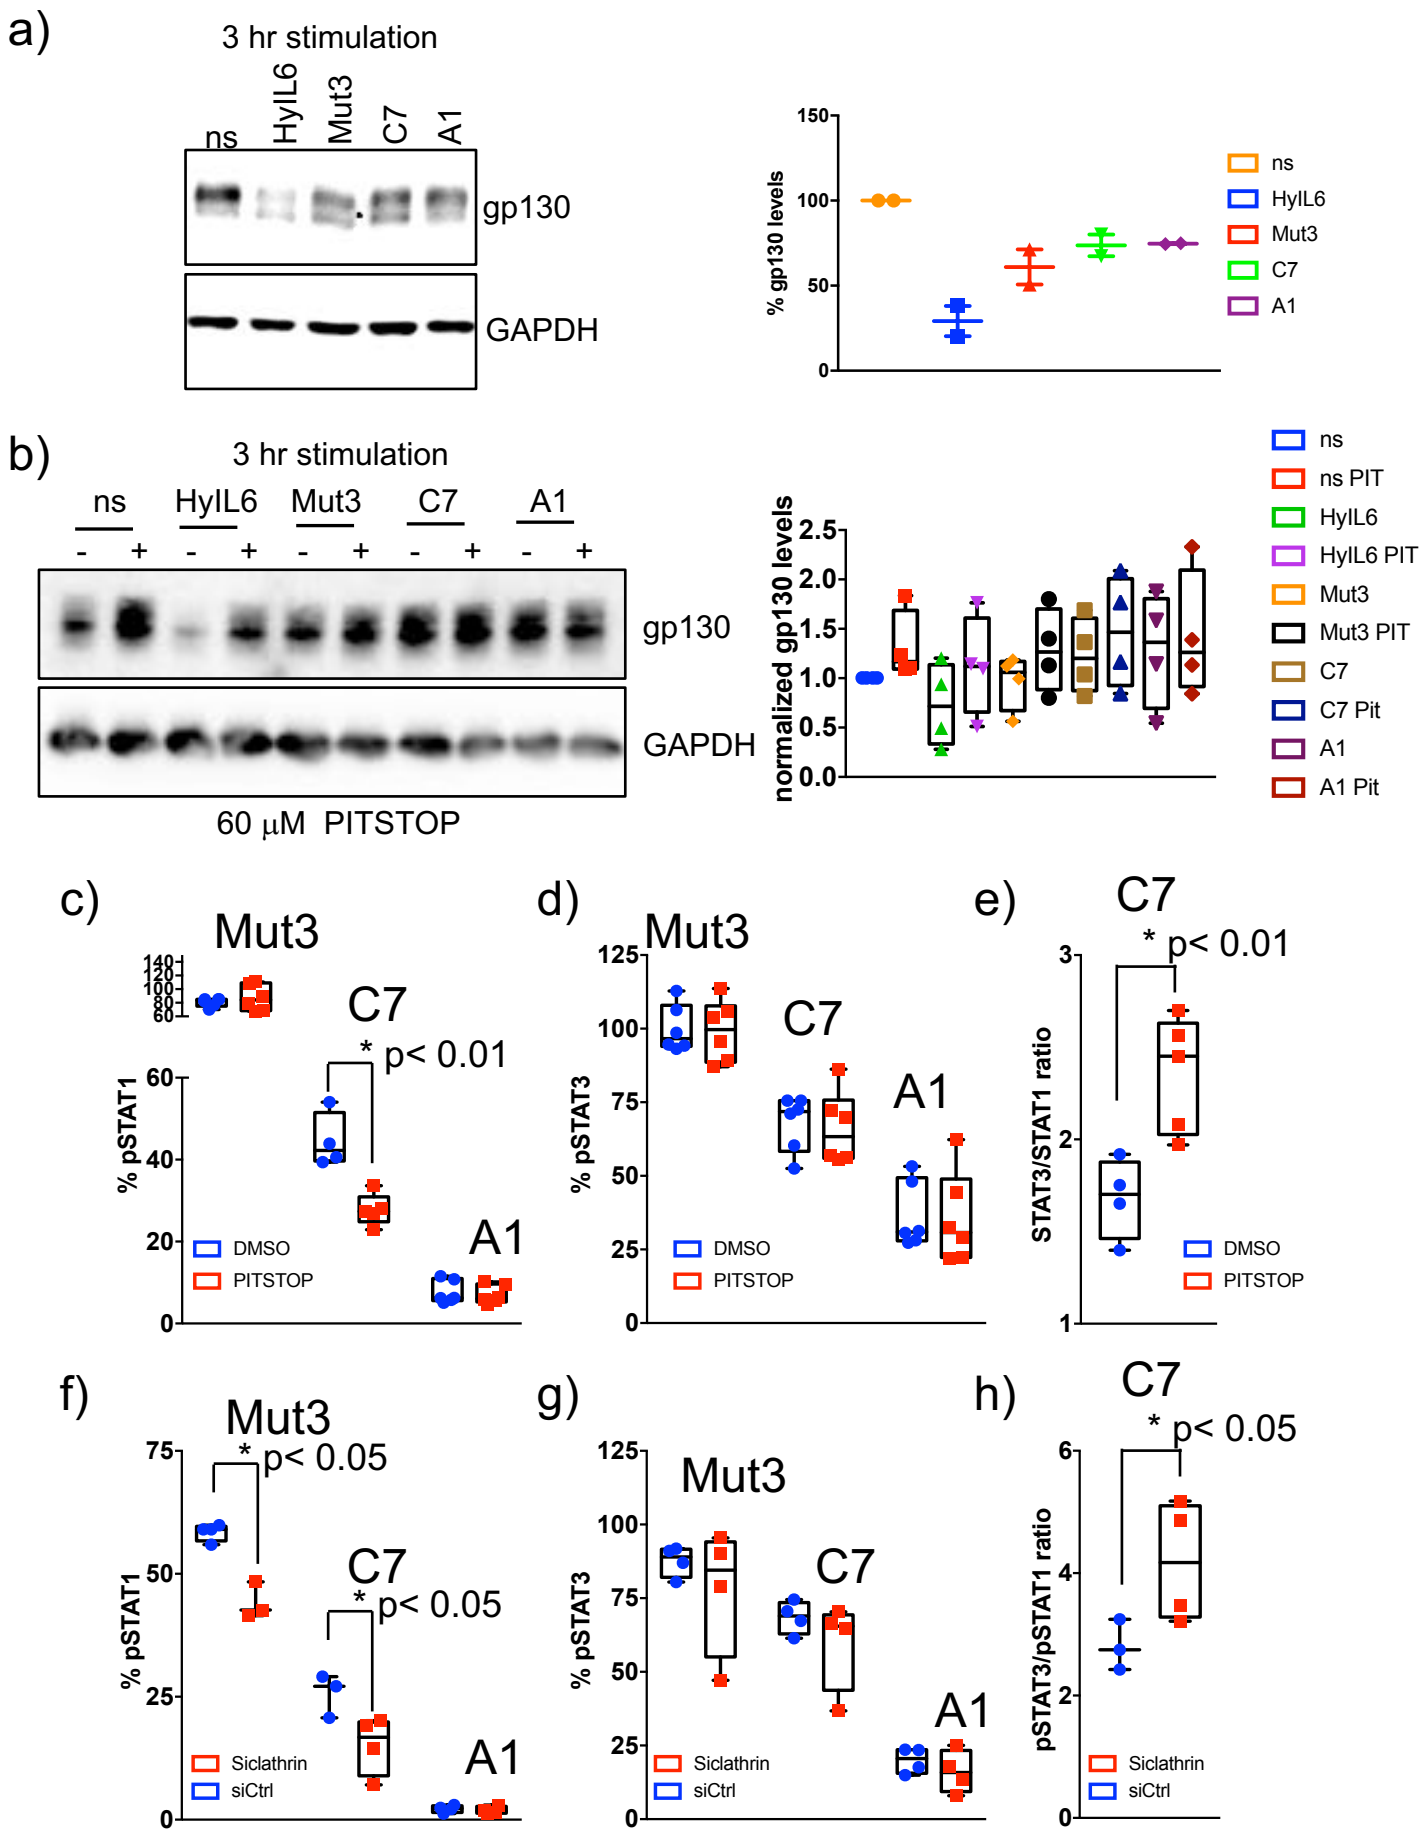 a)
3 hr stimulation
ns HyIL6 Mut3 C7 A1
gp130
GAPDH
% gp130 levels
150
100
50
0
ns
HyIL6
Mut3
C7
A1
b)
3 hr stimulation
ns HyIL6 Mut3 C7 A1
- + - + - + - + - +
gp130
GAPDH
60 μM PITSTOP
normalized gp130 levels
2.5
2.0
1.5
1.0
0.5
0.0
ns
ns PIT
HyIL6
HyIL6 PIT
Mut3
Mut3 PIT
C7
C7 Pit
A1
A1 Pit
c)
Mut3
C7
* p< 0.01
A1
% pSTAT1
140
120
100
80
60
60
40
20
0
DMSO
PITSTOP
d)
Mut3
C7
A1
% pSTAT3
125
100
75
50
25
0
DMSO
PITSTOP
e)
C7
* p< 0.01
STAT3/STAT1 ratio
3
2
1
DMSO
PITSTOP
f)
Mut3
* p< 0.05
C7
* p< 0.05
A1
% pSTAT1
75
50
25
0
Siclathrin
siCtrl
g)
Mut3
C7
A1
% pSTAT3
125
100
75
50
25
0
Siclathrin
siCtrl
h)
C7
* p< 0.05
pSTAT3/pSTAT1 ratio
6
4
2
0
Siclathrin
siCtrl